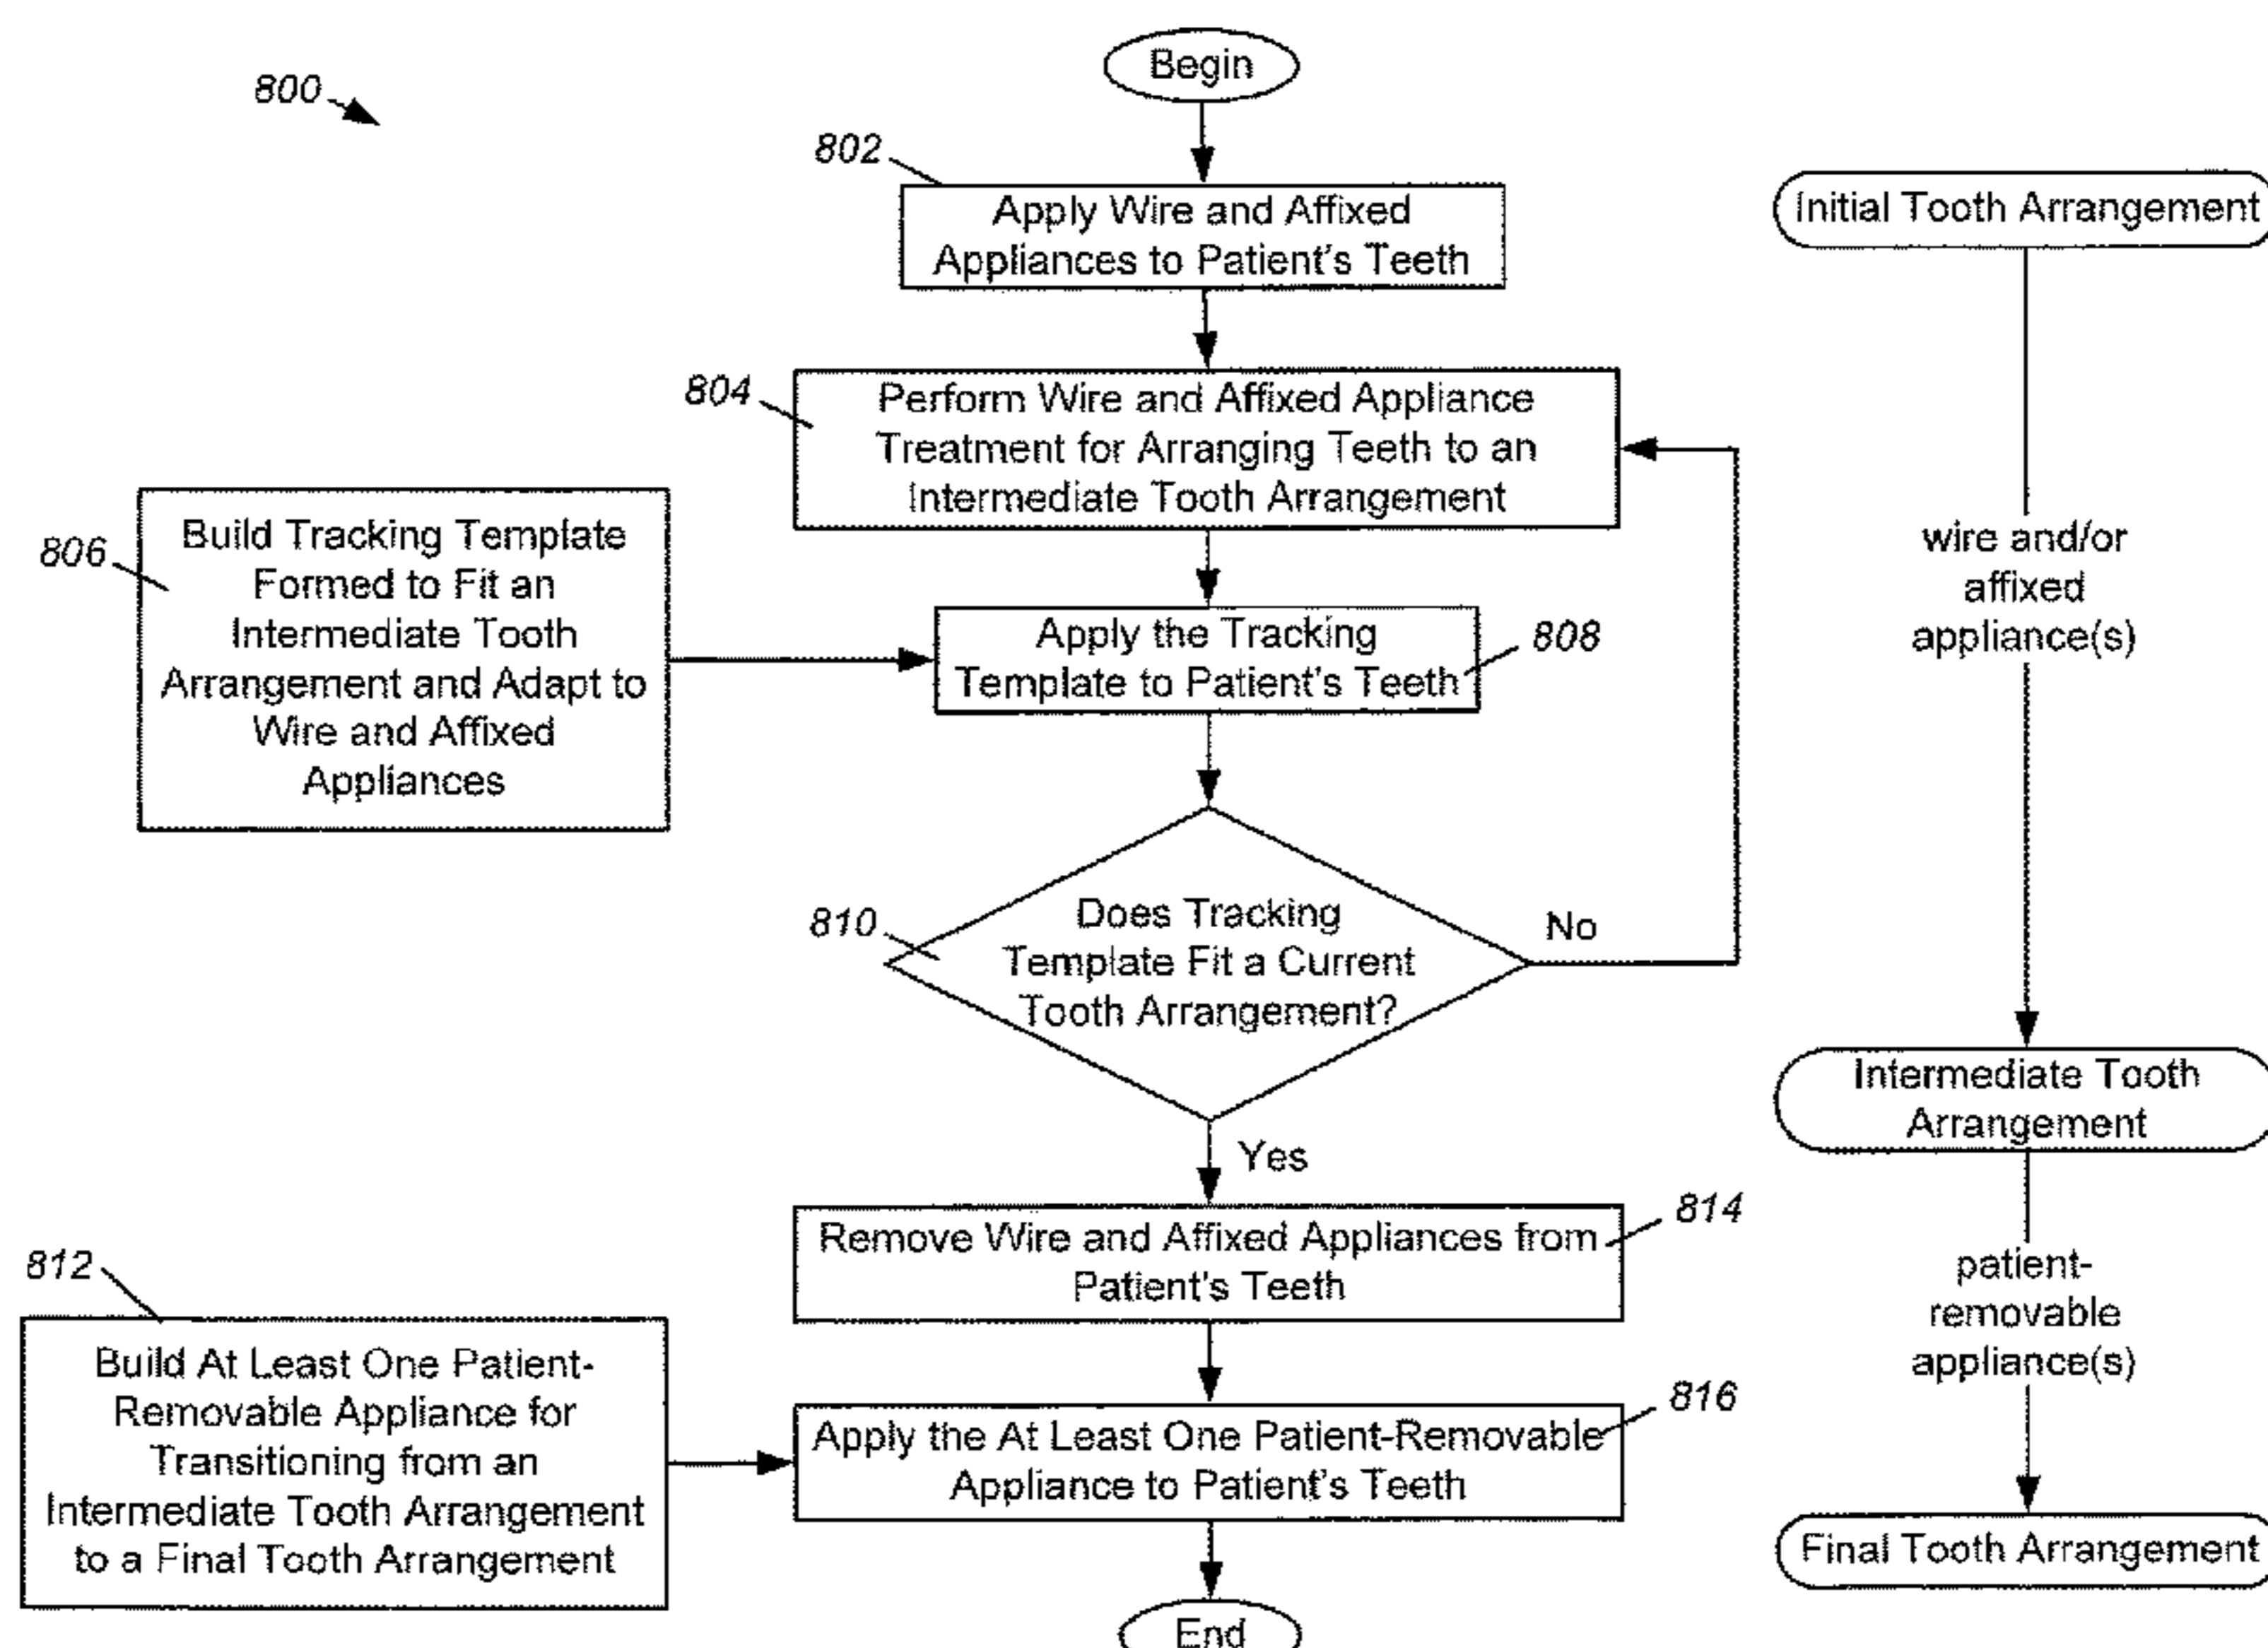 800
Begin
802
Apply Wire and Affixed
Appliances to Patient's Teeth
804
Perform Wire and Affixed Appliance
Treatment for Arranging Teeth to an
Intermediate Tooth Arrangement
806
Build Tracking Template
Formed to Fit an
Intermediate Tooth
Arrangement and Adapt to
Wire and Affixed
Appliances
Apply the Tracking
Template to Patient's Teeth
808
810
Does Tracking
Template Fit a Current
Tooth Arrangement?
No
Yes
Remove Wire and Affixed Appliances from
Patient's Teeth
814
812
Build At Least One Patient-
Removable Appliance for
Transitioning from an
Intermediate Tooth Arrangement
to a Final Tooth Arrangement
Apply the At Least One Patient-Removable
Appliance to Patient's Teeth
816
End
Initial Tooth Arrangement
wire and/or
affixed
appliance(s)
Intermediate Tooth
Arrangement
patient-
removable
appliance(s)
Final Tooth Arrangement